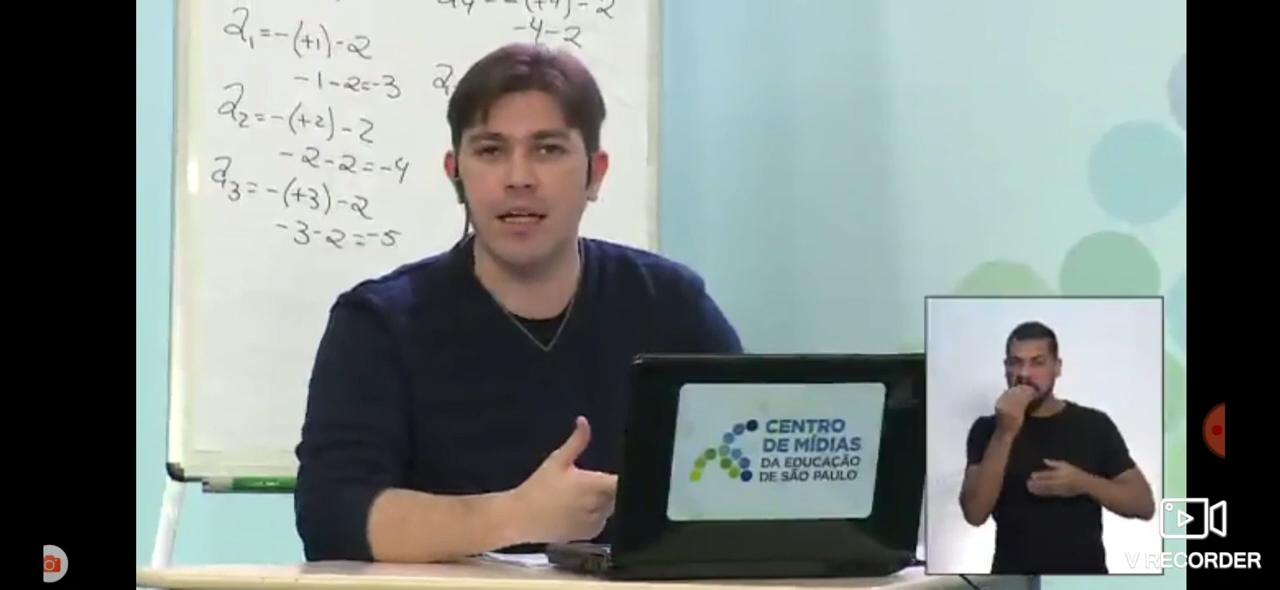 a₁=-(+1)-2
-1-2=-3
a₂=-(+2)-2
-2-2=-4
a₃=-(+3)-2
-3-2=-5
-4-2
CENTRO
DE MÍDIAS
DA EDUCAÇÃO
DE SÃO PAULO
V RECORDER